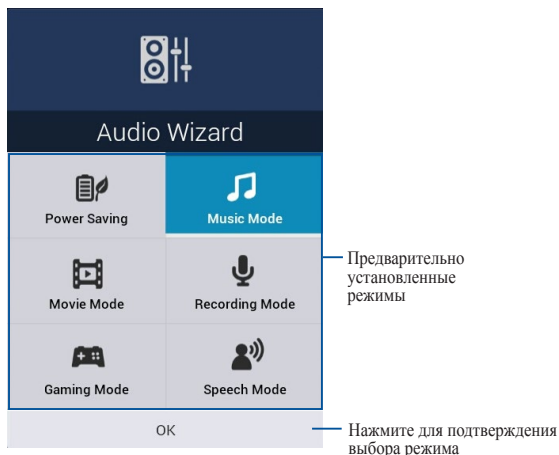 Audio Wizard
Power Saving
Music Mode
Movie Mode
Recording Mode
Gaming Mode
Speech Mode
OK
Предварительно
установленные
режимы
Нажмите для подтверждения
выбора режима